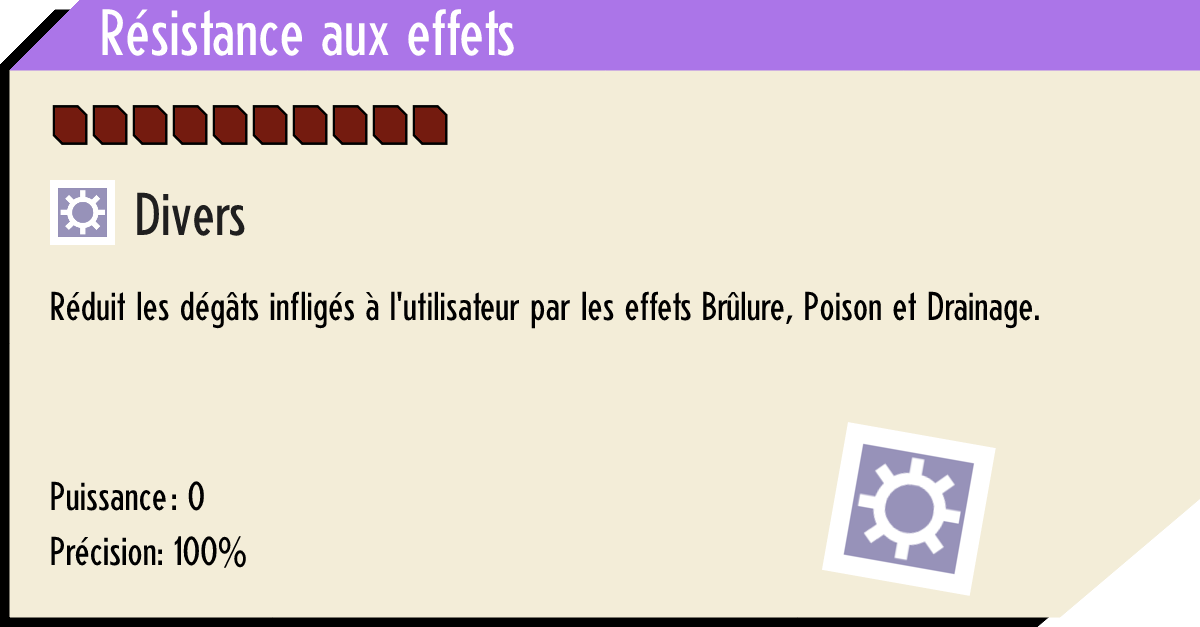 Résistance aux effets
Divers
Réduit les dégâts infligés à l'utilisateur par les effets Brûlure, Poison et Drainage.
Puissance : 0
Précision: 100%